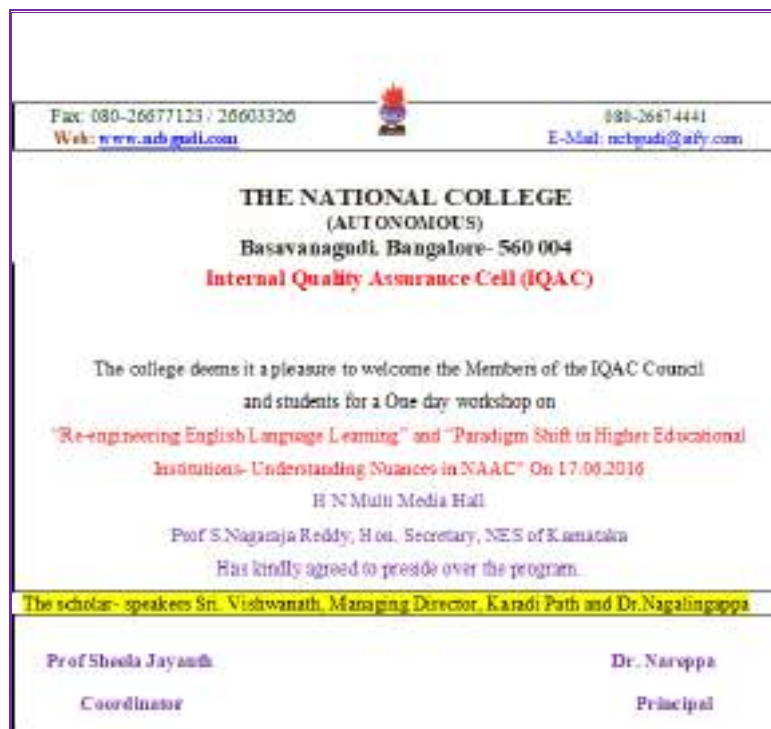 Fax: 080-26677123 / 26603326
080-2667 4441
Web: www.ncbgudi.com
E-Mail: ncbgudi@sify.com
THE NATIONAL COLLEGE
(AUTONOMOUS)
Basavanagudi, Bangalore- 560 004
Internal Quality Assurance Cell (IQAC)
The college deems it a pleasure to welcome the Members of the IQAC Council
and students for a One day workshop on
"Re-engineering English Language Learning" and "Paradigm Shift in Higher Educational
Institutions- Understanding Nuances in NAAC" On 17.06.2016
H N Multi Media Hall
Prof S.Nagaraja Reddy, Hon. Secretary, NES of Karnataka
Has kindly agreed to preside over the program.
The scholar- speakers Sri. Vishwanath, Managing Director, Karadi Path and Dr.Nagalingappa
Prof Sheela Jayanth
Dr. Nareppa
Coordinator
Principal